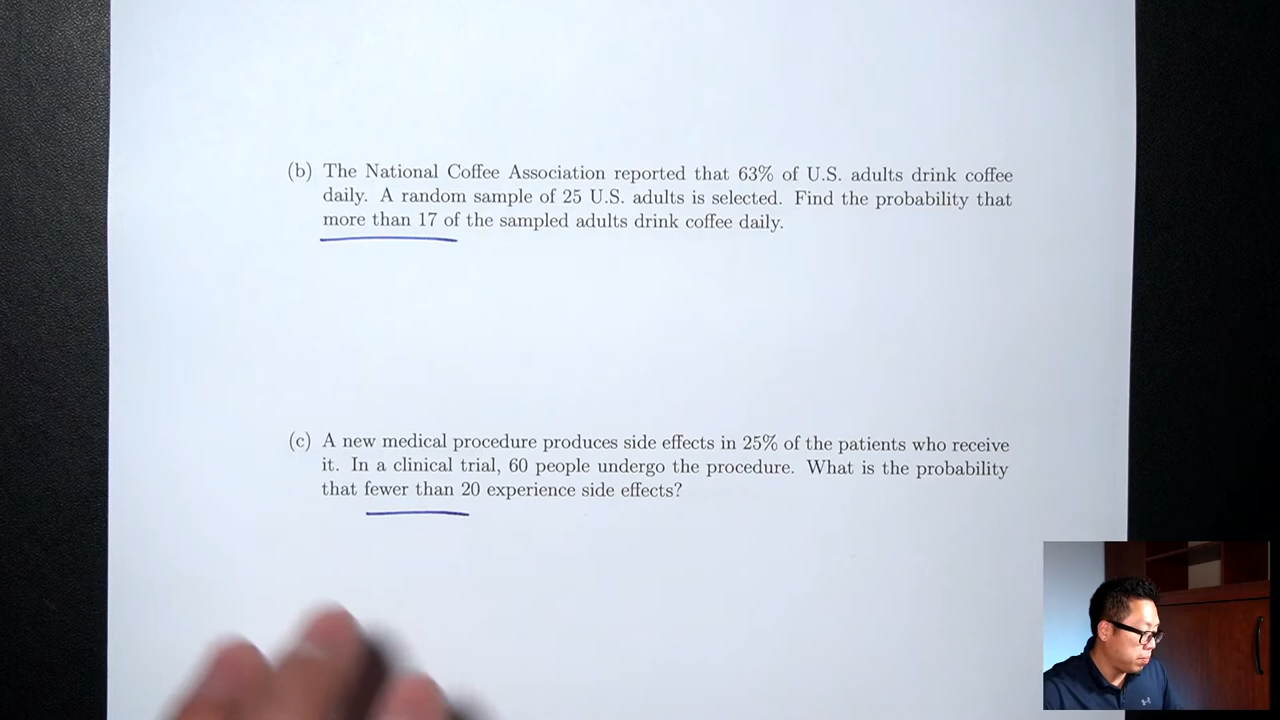 (b) The National Coffee Association reported that 63% of U.S. adults drink coffee
daily. A random sample of 25 U.S. adults is selected. Find the probability that
more than 17 of the sampled adults drink coffee daily.
(c) A new medical procedure produces side effects in 25% of the patients who receive
it. In a clinical trial, 60 people undergo the procedure. What is the probability
that fewer than 20 experience side effects?